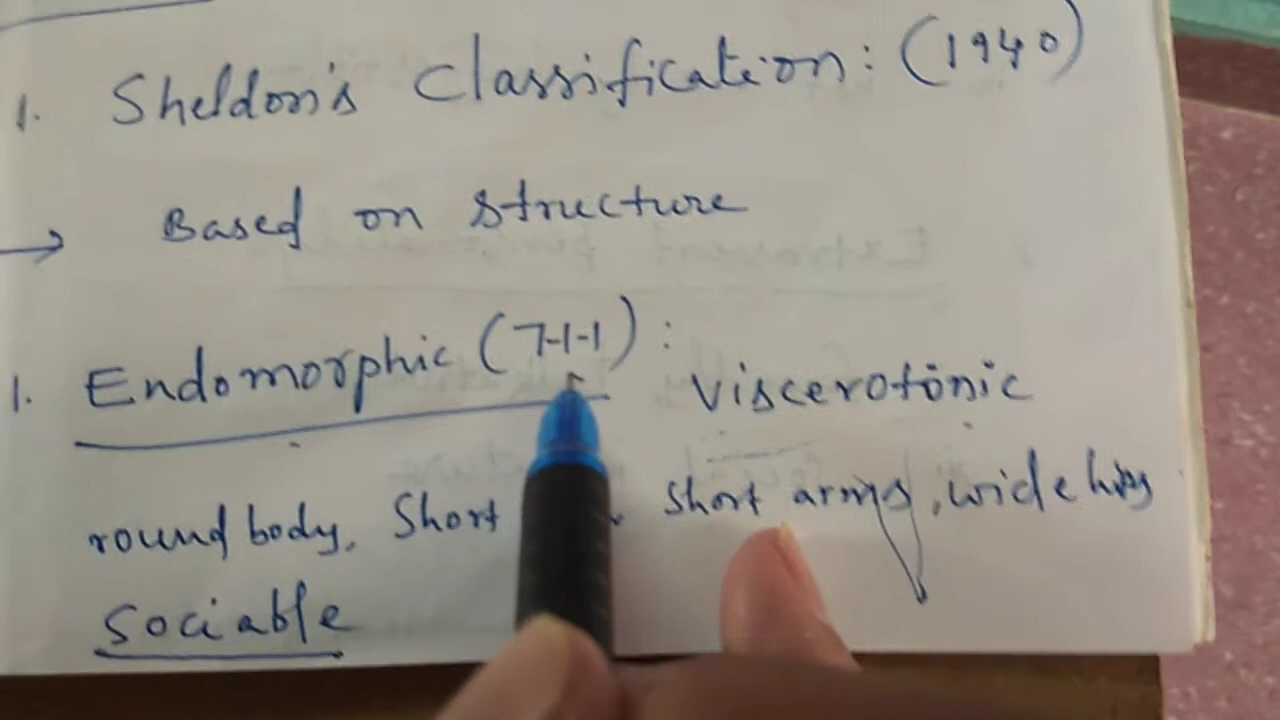 1. Sheldon's Classification: (1940)
→ Based on structure
1. Endomorphic (7-1-1): Viscerotonic
round body, Short short arms, wide hips
Sociable